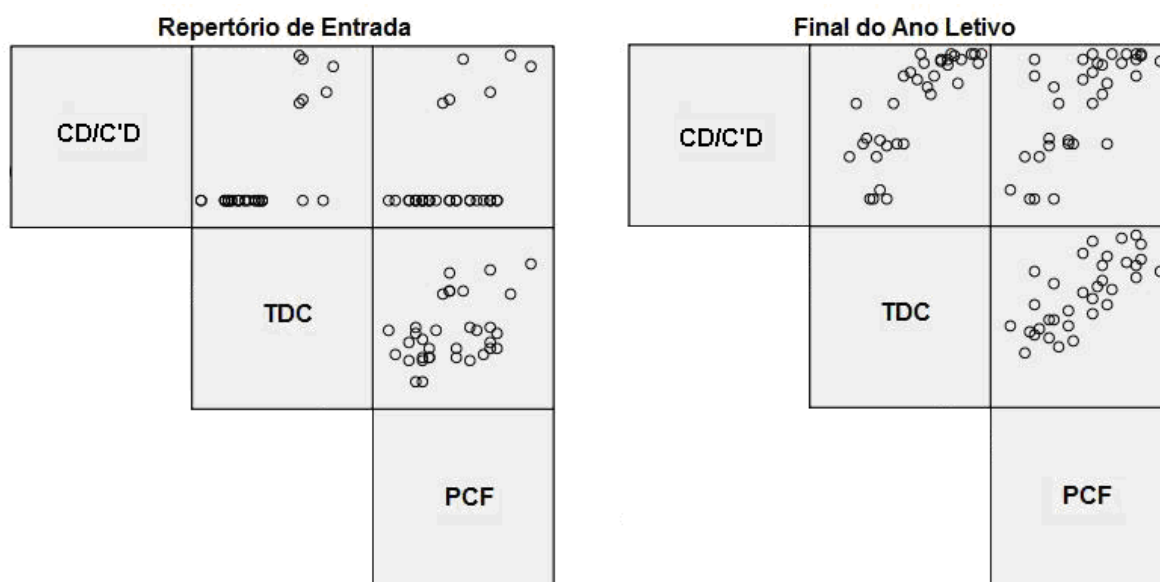 Repertório de Entrada
Final do Ano Letivo
CD/C'D
CD/C'D
TDC
TDC
PCF
PCF